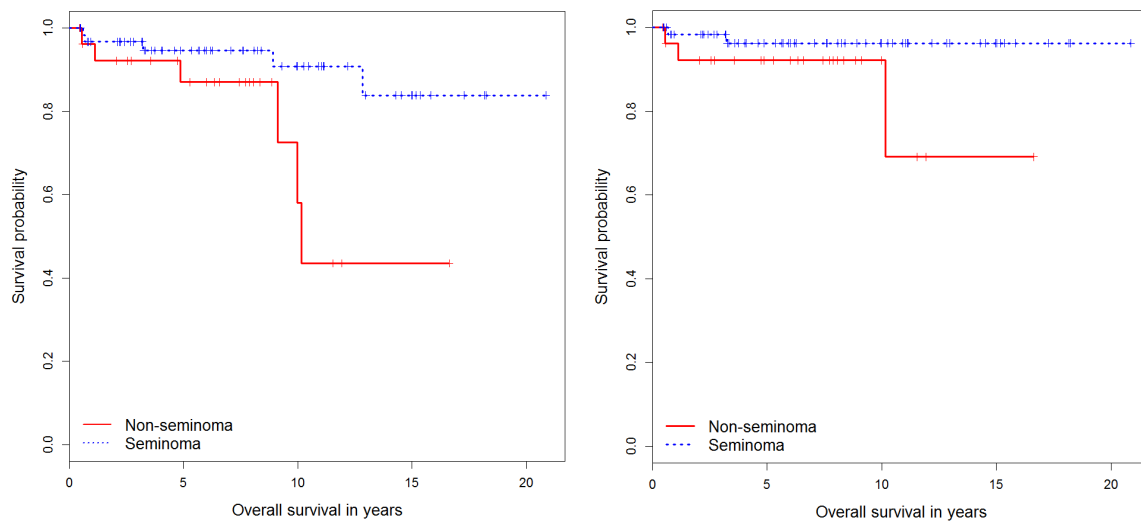 1.0
0.8
0.6
0.4
0.2
0.0
Survival probability
Non-seminoma
Seminoma
0 5 10 15 20
Overall survival in years
1.0
0.8
0.6
0.4
0.2
0.0
Survival probability
Non-seminoma
Seminoma
0 5 10 15 20
Overall survival in years